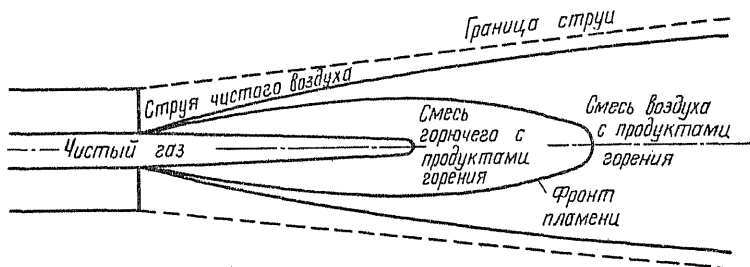 Граница струи
Струя чистого воздуха
Чистый газ
Смесь
горючего с
продуктами
горения
Смесь воздуха
с продуктами
горения
Фронт
пламени